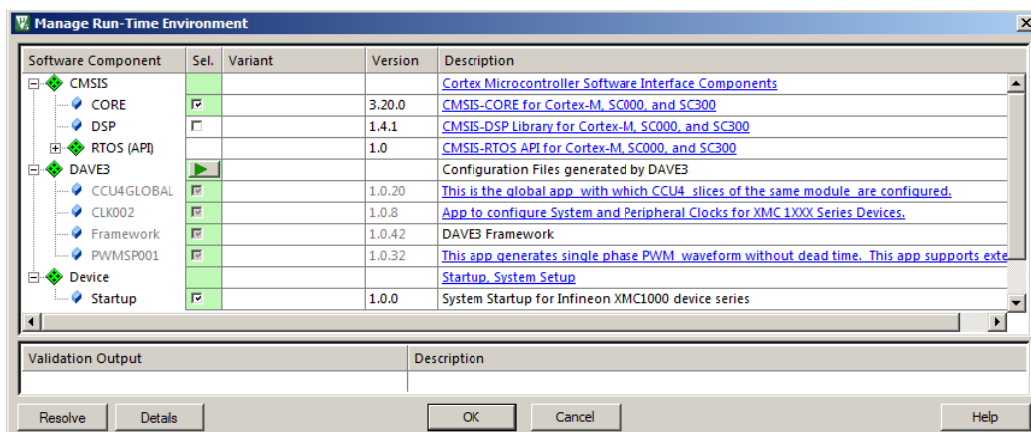 Manage Run-Time Environment
Software Component Sel. Variant Version Description
CMSIS Cortex Microcontroller Software Interface Components
CORE 3.20.0 CMSIS-CORE for Cortex-M, SC000, and SC300
DSP 1.4.1 CMSIS-DSP Library for Cortex-M, SC000, and SC300
RTOS (API) 1.0 CMSIS-RTOS API for Cortex-M, SC000, and SC300
DAVE3 Configuration Files generated by DAVE3
CCU4GLOBAL 1.0.20 This is the global app with which CCU4 slices of the same module are configured.
CLK002 1.0.8 App to configure System and Peripheral Clocks for XMC 1XXX Series Devices.
Framework 1.0.42 DAVE3 Framework
PWMSP001 1.0.32 This app generates single phase PWM waveform without dead time. This app supports exte
Device Startup, System Setup
Startup 1.0.0 System Startup for Infineon XMC1000 device series
Validation Output Description
Resolve Details OK Cancel Help